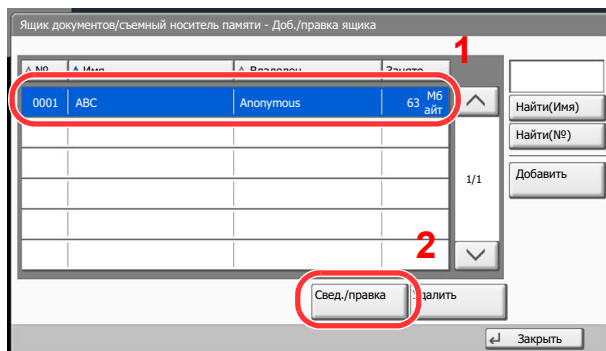 Ящик документов/съемный носитель памяти - Доб./правка ящика
1
№ Имя Владелец Занято
0001 ABC Anonymous 63 Мб
айт
Найти(Имя)
Найти(№)
1/1
Добавить
2
Свед./правка Удалить
Закрыть